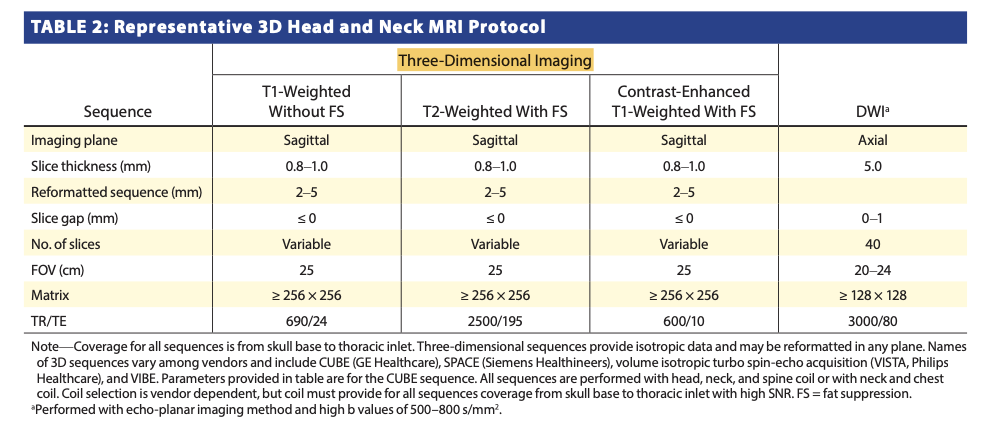 TABLE 2: Representative 3D Head and Neck MRI Protocol
Three-Dimensional Imaging
Sequence T1-Weighted Without FS T2-Weighted With FS Contrast-Enhanced T1-Weighted With FS DWIa
Imaging plane Sagittal Sagittal Sagittal Axial
Slice thickness (mm) 0.8–1.0 0.8–1.0 0.8–1.0 5.0
Reformatted sequence (mm) 2–5 2–5 2–5
Slice gap (mm) ≤ 0 ≤ 0 ≤ 0 0–1
No. of slices Variable Variable Variable 40
FOV (cm) 25 25 25 20–24
Matrix ≥ 256 × 256 ≥ 256 × 256 ≥ 256 × 256 ≥ 128 × 128
TR/TE 690/24 2500/195 600/10 3000/80
Note—Coverage for all sequences is from skull base to thoracic inlet. Three-dimensional sequences provide isotropic data and may be reformatted in any plane. Names
of 3D sequences vary among vendors and include CUBE (GE Healthcare), SPACE (Siemens Healthineers), volume isotropic turbo spin-echo acquisition (VISTA, Philips
Healthcare), and VIBE. Parameters provided in table are for the CUBE sequence. All sequences are performed with head, neck, and spine coil or with neck and chest
coil. Coil selection is vendor dependent, but coil must provide for all sequences coverage from skull base to thoracic inlet with high SNR. FS = fat suppression.
aPerformed with echo-planar imaging method and high b values of 500–800 s/mm2.